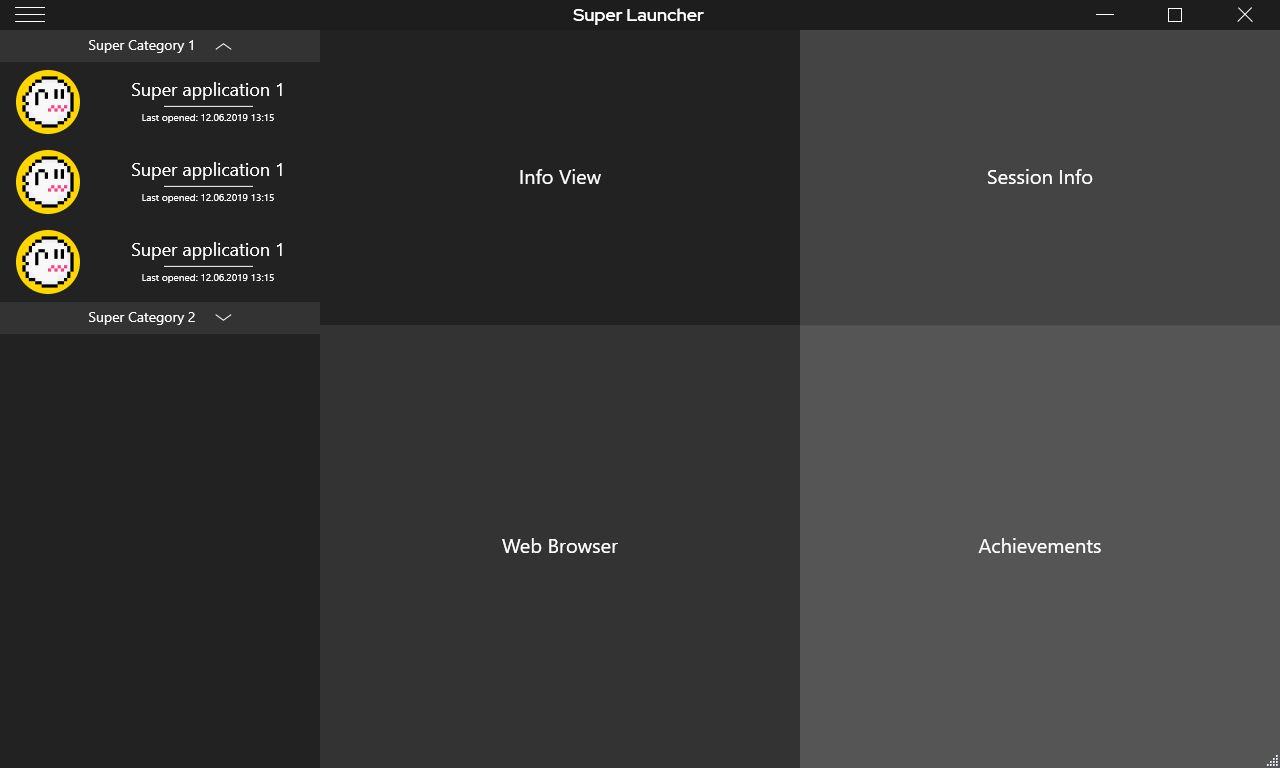 Super Launcher
Super Category 1
Super application 1
Last opened: 12.06.2019 13:15
Super application 1
Last opened: 12.06.2019 13:15
Super application 1
Last opened: 12.06.2019 13:15
Super Category 2
Info View
Session Info
Web Browser
Achievements